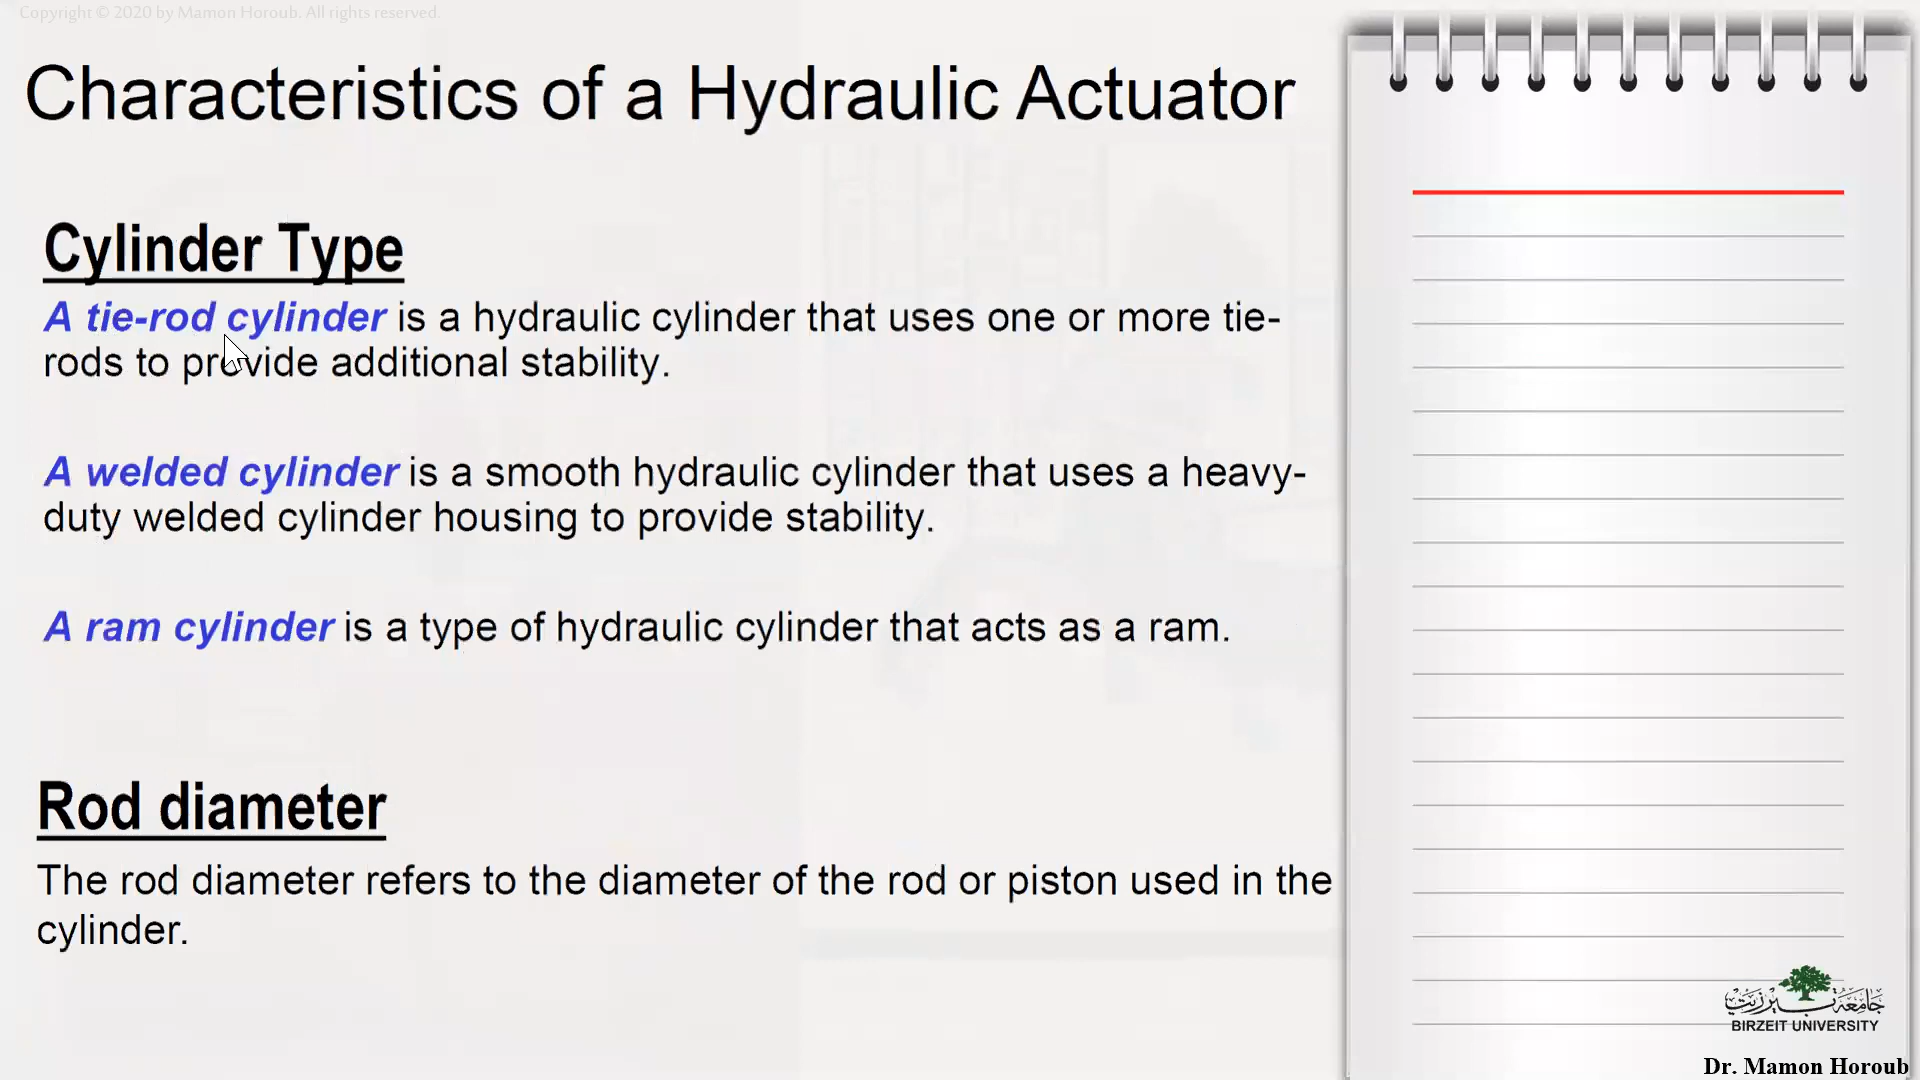 Copyright © 2020 by Mamon Horoub. All rights reserved.
Characteristics of a Hydraulic Actuator
Cylinder Type
A tie-rod cylinder is a hydraulic cylinder that uses one or more tie-
rods to provide additional stability.
A welded cylinder is a smooth hydraulic cylinder that uses a heavy-
duty welded cylinder housing to provide stability.
A ram cylinder is a type of hydraulic cylinder that acts as a ram.
Rod diameter
The rod diameter refers to the diameter of the rod or piston used in the
cylinder.
جامعة بيرزيت
BIRZEIT UNIVERSITY
Dr. Mamon Horoub